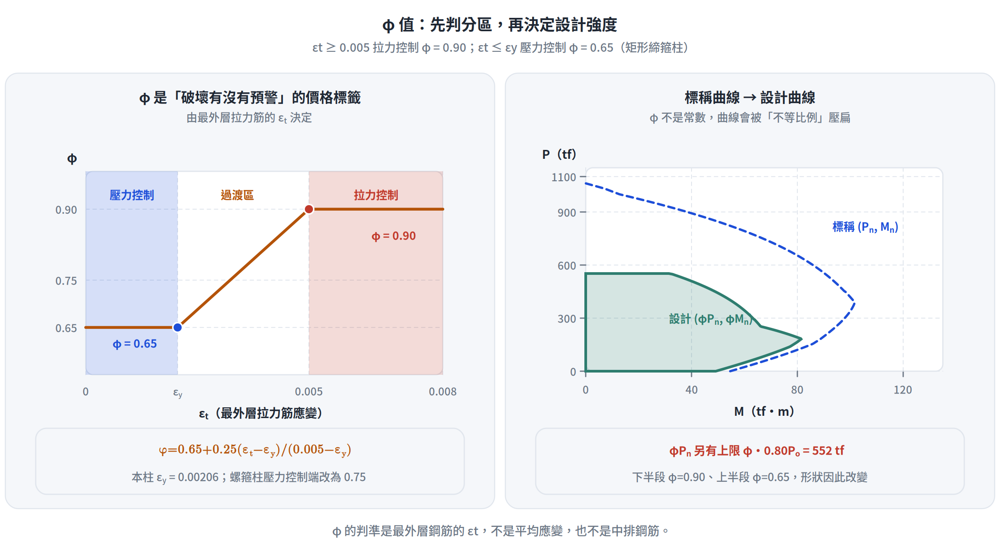 ϕ 值：先判分區，再決定設計強度
εt ≥ 0.005 拉力控制 ϕ = 0.90；εt ≤ εy 壓力控制 ϕ = 0.65（矩形締箍柱）
ϕ 是「破壞有沒有預警」的價格標籤
由最外層拉力筋的 εt 決定
ϕ
壓力控制
過渡區
拉力控制
0.90
ϕ = 0.90
0.75
0.65
ϕ = 0.65
0
εy
0.005
0.008
εt（最外層拉力筋應變）
φ=0.65+0.25(εt−εy)/(0.005−εy)
本柱 εy = 0.00206；螺箍柱壓力控制端改為 0.75
標稱曲線 → 設計曲線
ϕ 不是常數，曲線會被「不等比例」壓扁
P（tf）
1100
900
標稱 (Pn, Mn)
600
300
設計 (ϕPn, ϕMn)
0
0
40
80
120
M（tf・m）
ϕPn 另有上限 ϕ・0.80Po = 552 tf
下半段 ϕ=0.90、上半段 ϕ=0.65，形狀因此改變
ϕ 的判準是最外層鋼筋的 εt，不是平均應變，也不是中排鋼筋。